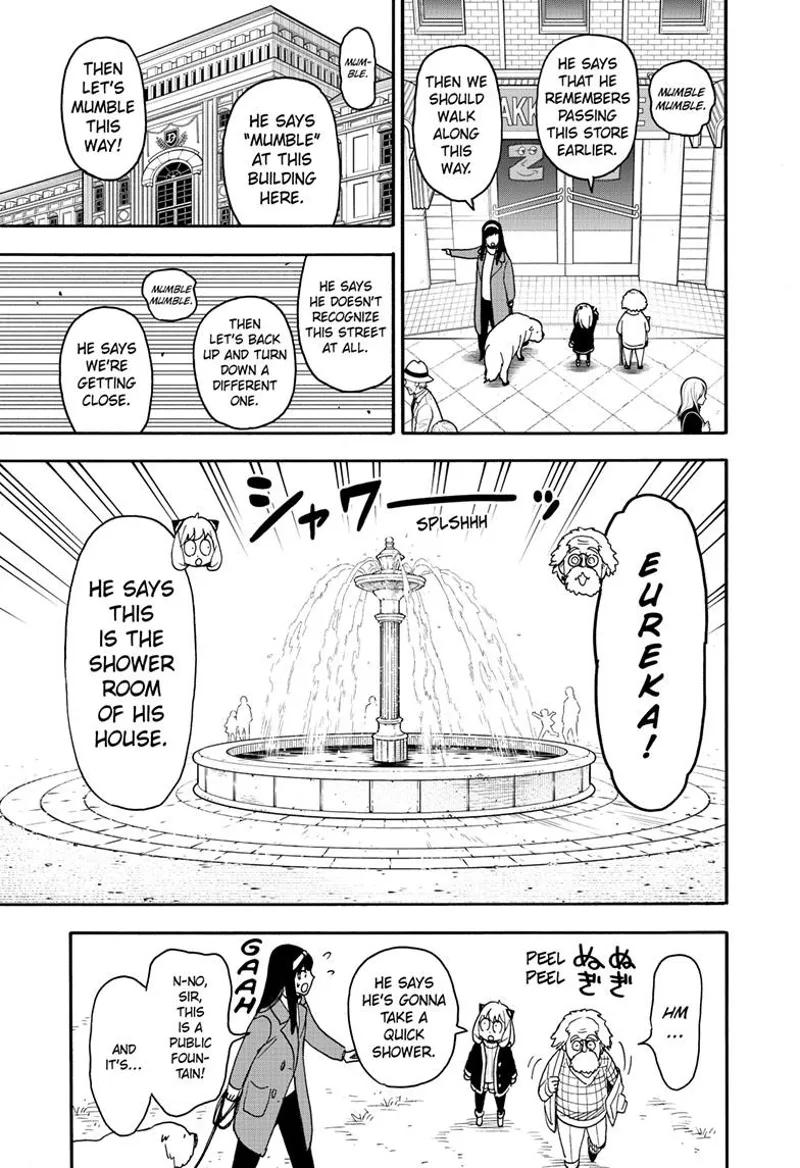 MUMBLE
MUMBLE.
HE SAYS
THAT HE
REMEMBERS
PASSING
THIS STORE
EARLIER.
THEN WE
SHOULD
WALK
ALONG
THIS
WAY.
AKK
MUM-
BLE.
HE SAYS
"MUMBLE"
AT THIS
BUILDING
HERE.
THEN
LET'S
MUMBLE
THIS
WAY!
HE SAYS
HE DOESN'T
RECOGNIZE
THIS STREET
AT ALL.
THEN
LET'S BACK
UP AND TURN
DOWN A
DIFFERENT
ONE.
MUMBLE
MUMBLE.
HE SAYS
WE'RE
GETTING
CLOSE.
EUREKA!
シャワーーッ
SPLSHHH
HE SAYS
THIS
IS THE
SHOWER
ROOM
OF HIS
HOUSE.
HM
...
ぬぎ
ぬぎ
PEEL
PEEL
HE SAYS
HE'S GONNA
TAKE A
QUICK
SHOWER.
GAAH
N-NO,
SIR,
THIS
IS A
PUBLIC
FOUN-
TAIN!
AND
IT'S...